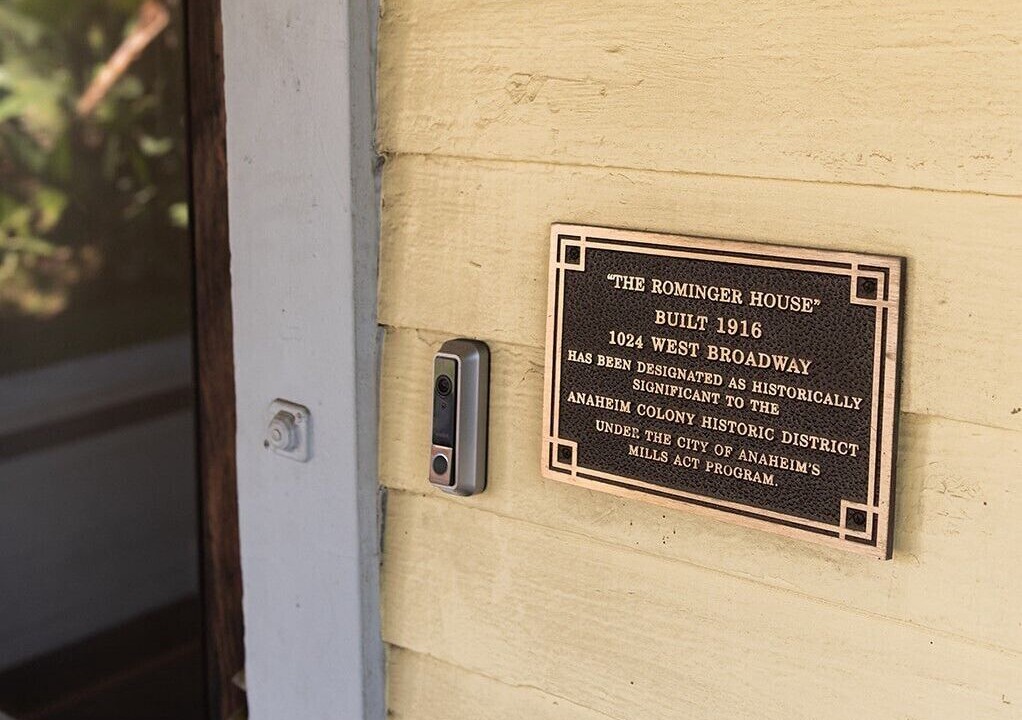 “THE ROMINGER HOUSE”
BUILT 1916
1024 WEST BROADWAY
HAS BEEN DESIGNATED AS HISTORICALLY
SIGNIFICANT TO THE
ANAHEIM COLONY HISTORIC DISTRICT
UNDER THE CITY OF ANAHEIM'S
MILLS ACT PROGRAM.